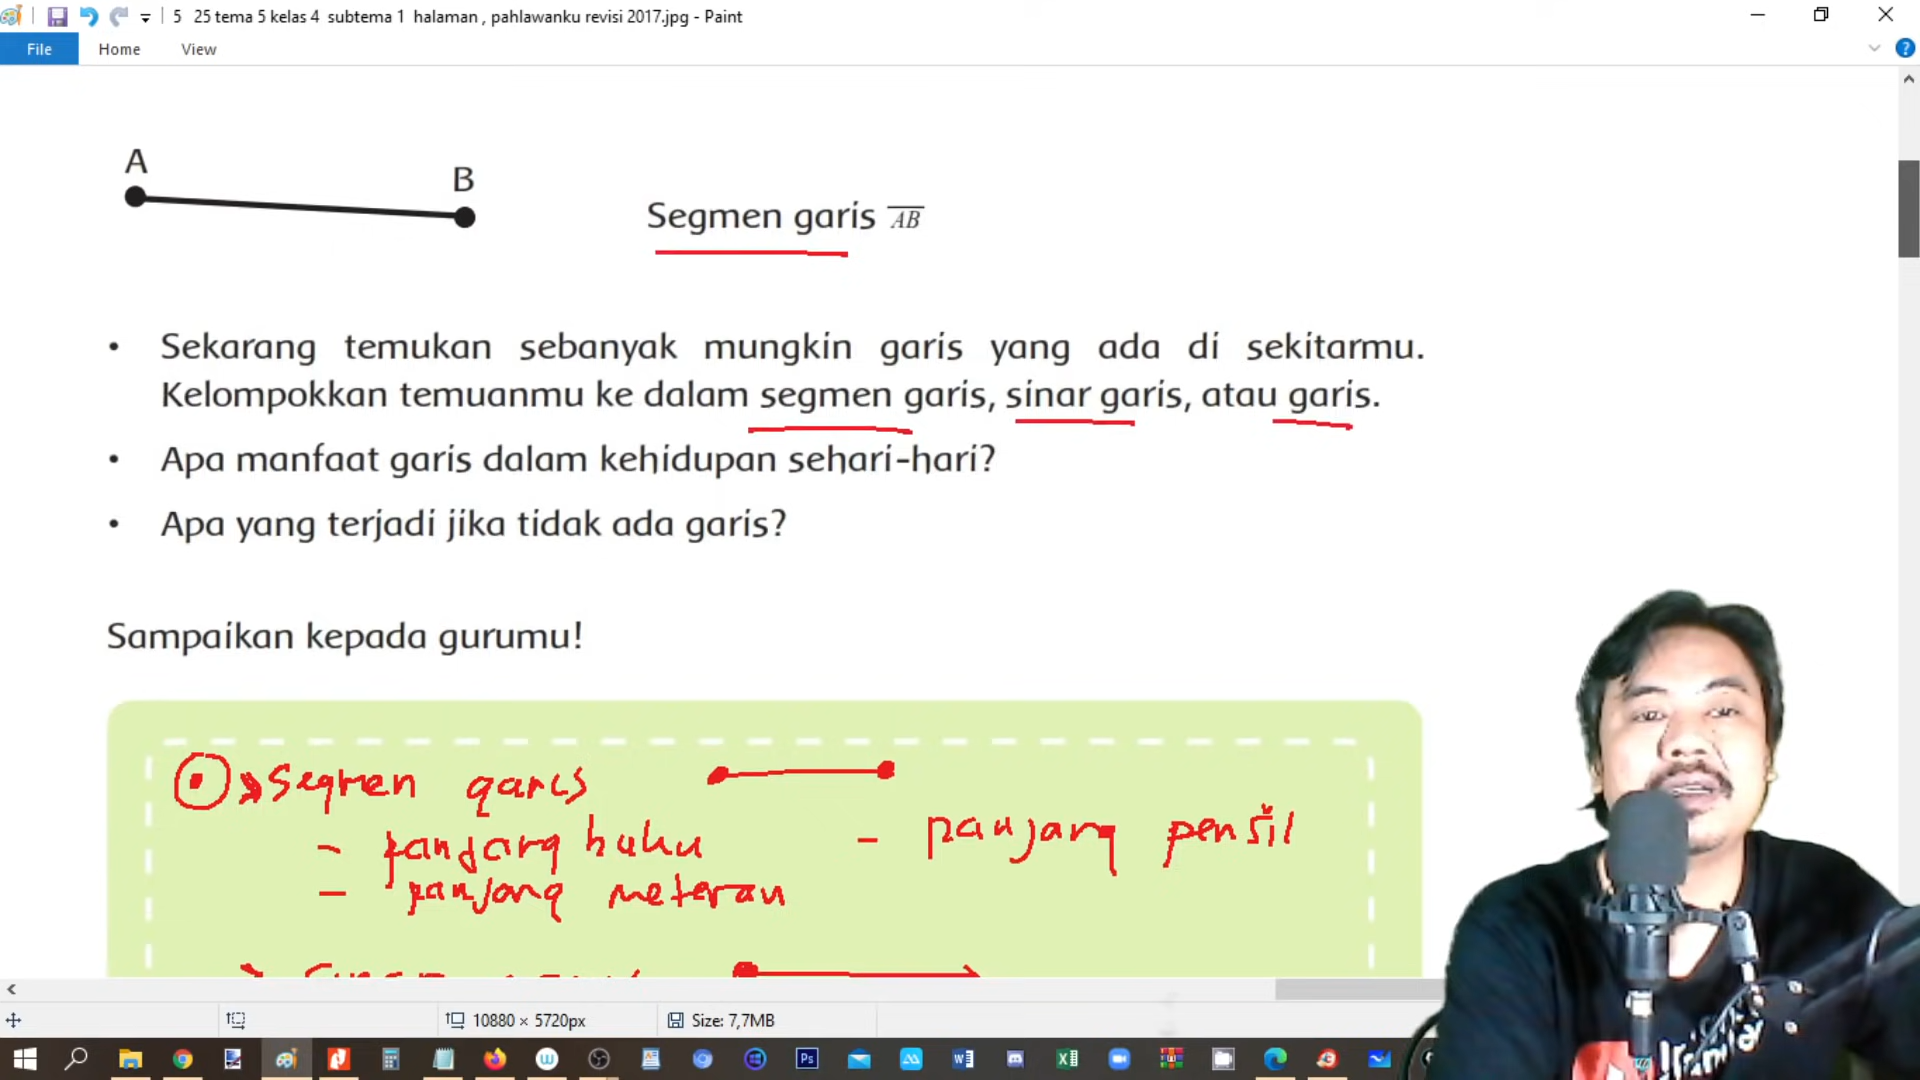 5 25 tema 5 kelas 4 subtema 1 halaman , pahlawanku revisi 2017.jpg - Paint
File Home View
A
B
Segmen garis AB
• Sekarang temukan sebanyak mungkin garis yang ada di sekitarmu.
Kelompokkan temuanmu ke dalam segmen garis, sinar garis, atau garis.
• Apa manfaat garis dalam kehidupan sehari-hari?
• Apa yang terjadi jika tidak ada garis?
Sampaikan kepada gurumu!
Segmen garis
- panjang buku - panjang pensil
- panjang meteran
10880 × 5720px Size: 7,7MB